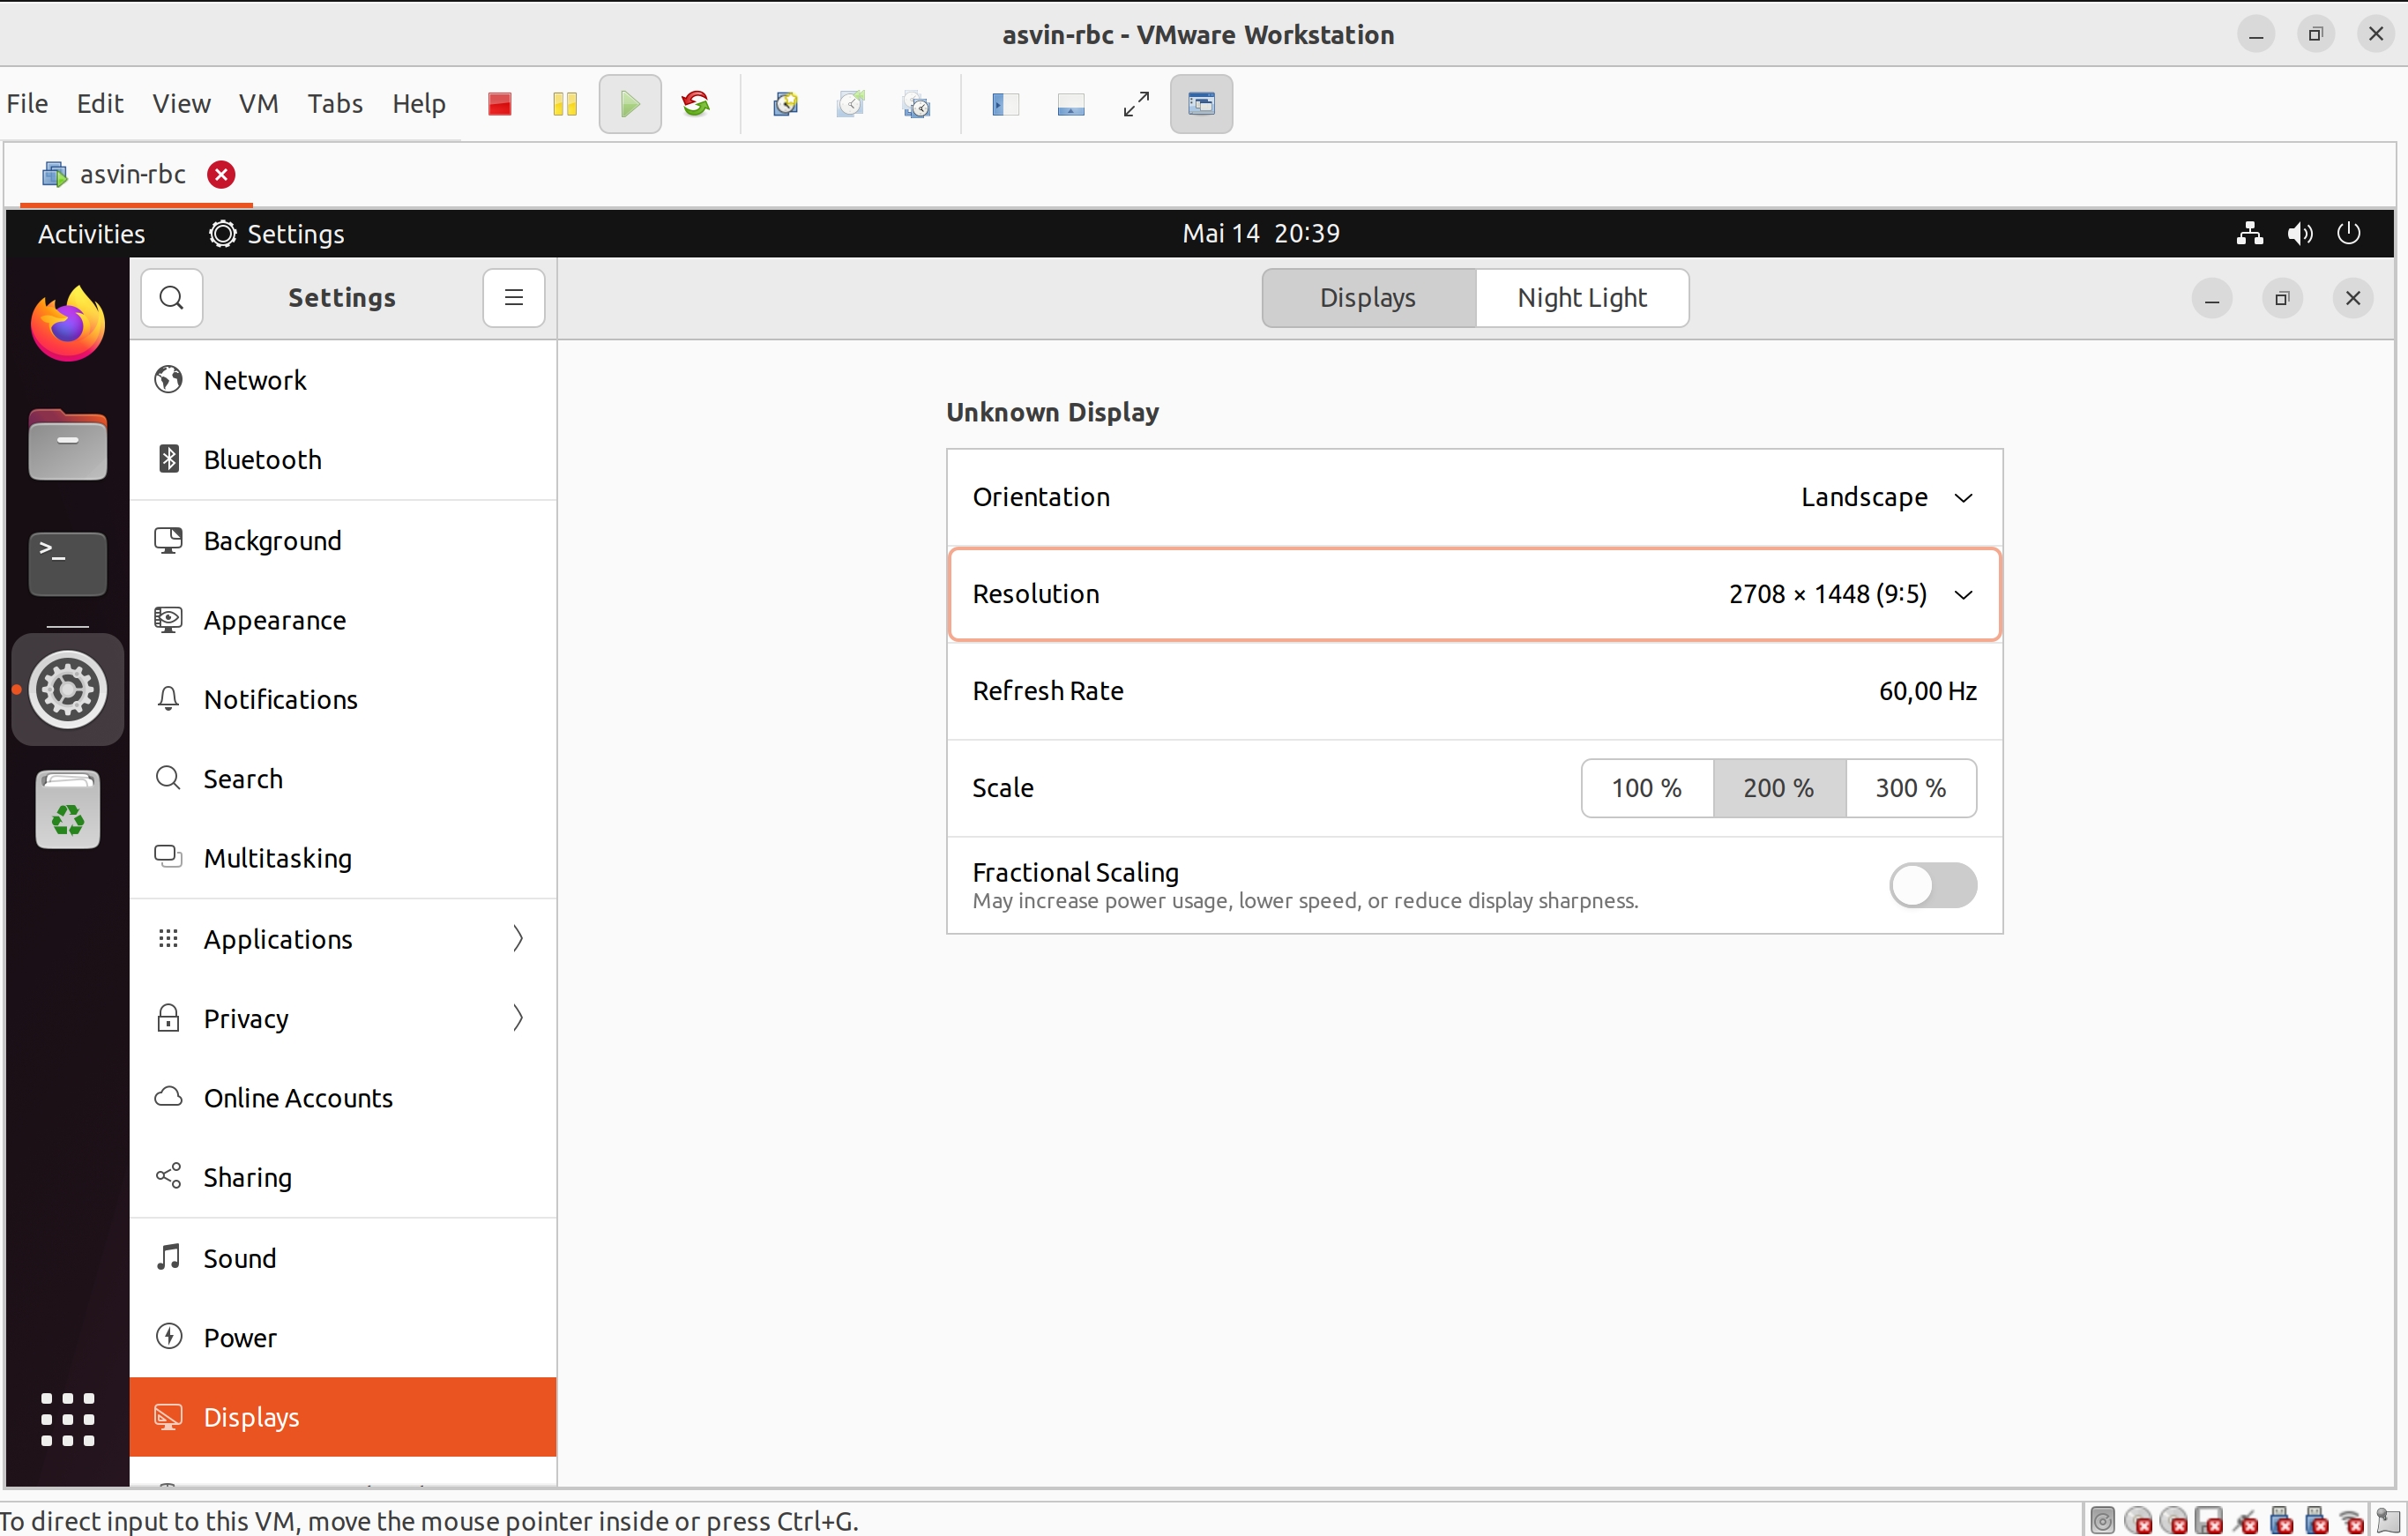 asvin-rbc - VMware Workstation
File Edit View VM Tabs Help
asvin-rbc
Activities Settings Mai 14 20:39
Settings Displays Night Light
Network
Bluetooth
Background
Appearance
Notifications
Search
Multitasking
Applications
Privacy
Online Accounts
Sharing
Sound
Power
Displays
Unknown Display
Orientation Landscape
Resolution 2708 × 1448 (9:5)
Refresh Rate 60,00 Hz
Scale 100 % 200 % 300 %
Fractional Scaling
May increase power usage, lower speed, or reduce display sharpness.
To direct input to this VM, move the mouse pointer inside or press Ctrl+G.